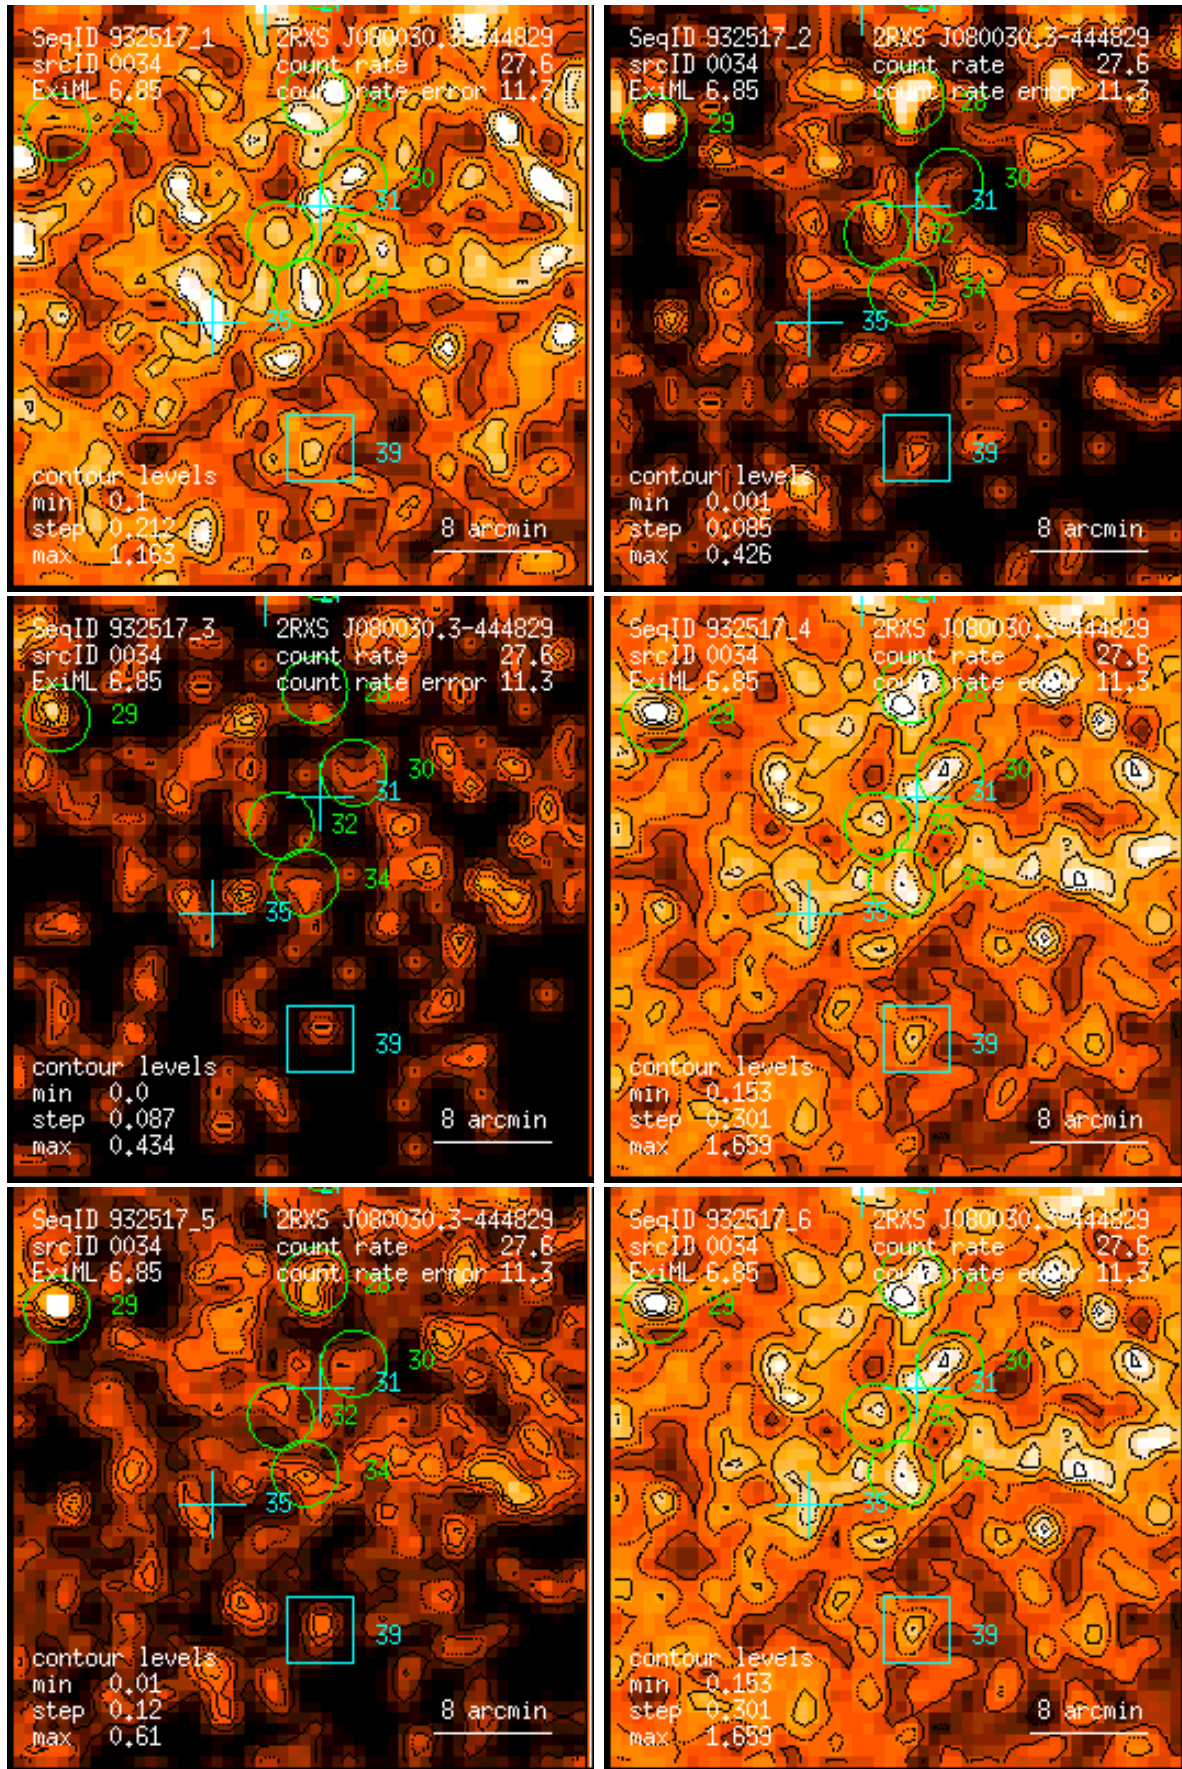 SeqID 932517_1 2RXS J080030.3-444829
srcID 0034 count rate 27.6
ExiML 6.85 count rate error 11.3
28
29
30
31
32
34
35
39
contour levels
min 0.1
step 0.212 8 arcmin
max 1.163
SeqID 932517_2 2RXS J080030.3-444829
srcID 0034 count rate 27.6
ExiML 6.85 count rate error 11.3
28
29
30
31
32
34
35
39
contour levels
min 0.001
step 0.085 8 arcmin
max 0.426
SeqID 932517_3 2RXS J080030.3-444829
srcID 0034 count rate 27.6
ExiML 6.85 count rate error 11.3
28
29
30
31
32
34
35
39
contour levels
min 0.0
step 0.087 8 arcmin
max 0.434
SeqID 932517_4 2RXS J080030.3-444829
srcID 0034 count rate 27.6
ExiML 6.85 count rate error 11.3
28
29
30
31
32
34
35
39
contour levels
min 0.153
step 0.301 8 arcmin
max 1.659
SeqID 932517_5 2RXS J080030.3-444829
srcID 0034 count rate 27.6
ExiML 6.85 count rate error 11.3
28
29
30
31
32
34
35
39
contour levels
min 0.01
step 0.12 8 arcmin
max 0.61
SeqID 932517_6 2RXS J080030.3-444829
srcID 0034 count rate 27.6
ExiML 6.85 count rate error 11.3
28
29
30
31
32
34
35
39
contour levels
min 0.153
step 0.301 8 arcmin
max 1.659